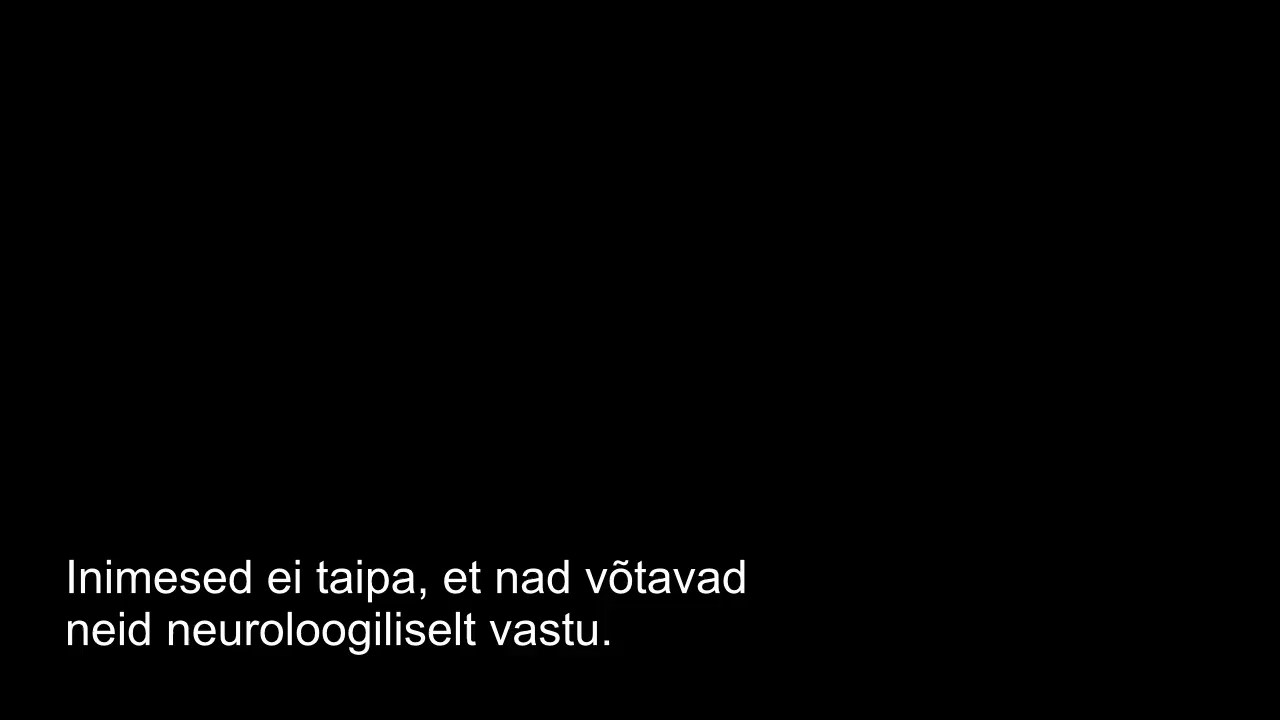 Inimesed ei taipa, et nad võtavad
neid neuroloogiliselt vastu.